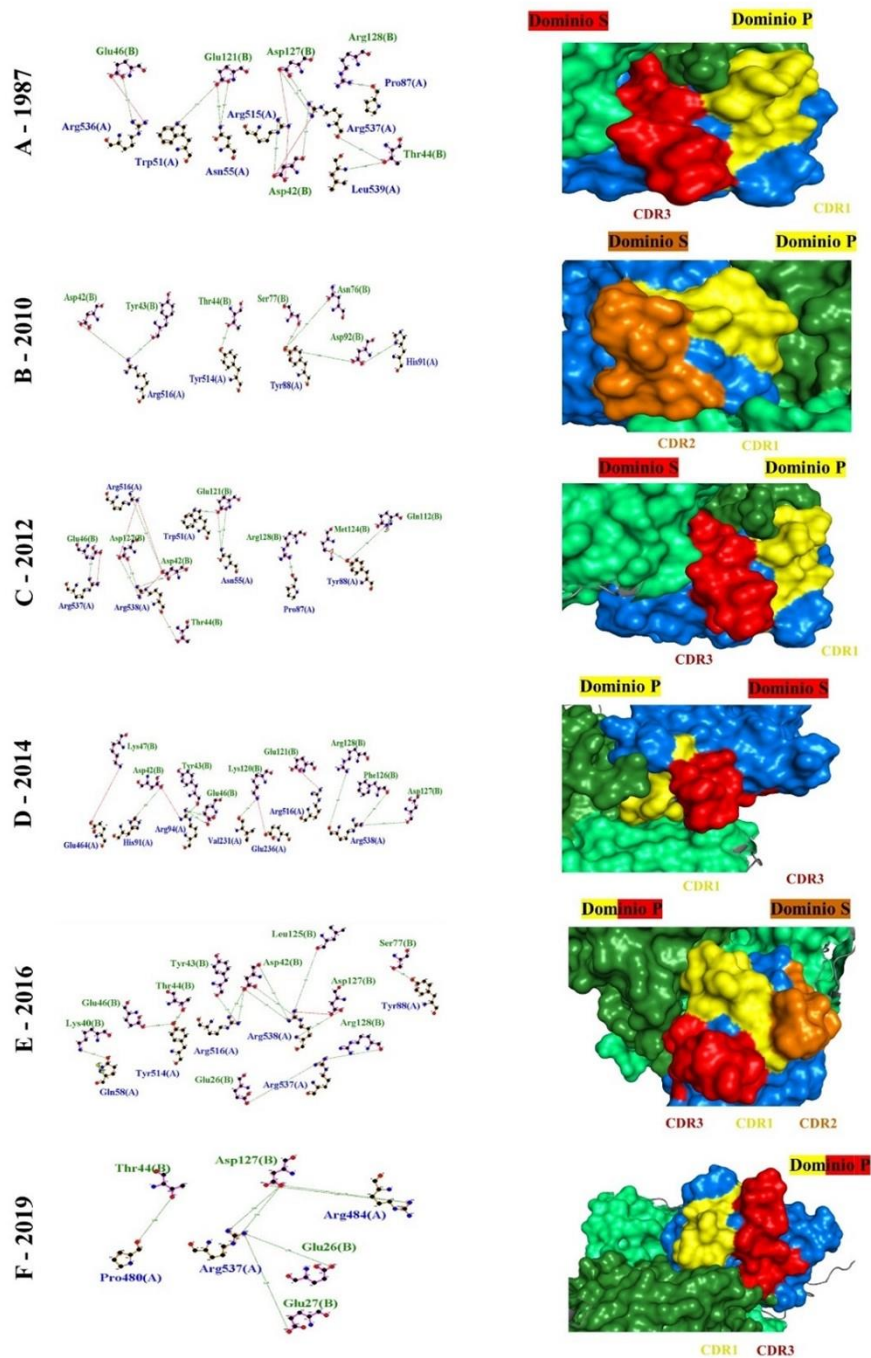 A - 1987
Glu46(B)
Glu121(B)
Asp127(B)
Arg128(B)
Pro87(A)
Arg536(A)
Arg515(A)
Arg537(A)
Trp51(A)
Asn55(A)
Thr44(B)
Asp42(B)
Leu539(A)
Dominio S
Dominio P
CDR3
CDR1
B - 2010
Asp42(B)
Tyr43(B)
Thr44(B)
Ser77(B)
Asn76(B)
Asp92(B)
His91(A)
Arg516(A)
Tyr514(A)
Tyr88(A)
Dominio S
Dominio P
CDR2
CDR1
C - 2012
Arg516(A)
Glu121(B)
Trp51(A)
Glu46(B)
Asp127(B)
Asp42(B)
Arg128(B)
Met124(B)
Gln112(B)
Asn55(A)
Arg537(A)
Arg538(A)
Pro87(A)
Tyr88(A)
Thr44(B)
Dominio S
Dominio P
CDR3
CDR1
D - 2014
Lys47(B)
Asp42(B)
Tyr43(B)
Glu46(B)
Lys120(B)
Glu121(B)
Arg128(B)
Phe126(B)
Asp127(B)
Glu464(A)
His91(A)
Arg94(A)
Val231(A)
Glu236(A)
Arg516(A)
Arg538(A)
Dominio P
Dominio S
CDR1
CDR3
E - 2016
Leu125(B)
Tyr43(B)
Asp42(B)
Ser77(B)
Thr44(B)
Glu46(B)
Lys40(B)
Asp127(B)
Tyr88(A)
Arg516(A)
Arg538(A)
Arg128(B)
Tyr514(A)
Gln58(A)
Glu26(B)
Arg537(A)
Dominio P
Dominio S
CDR3
CDR1
CDR2
F - 2019
Thr44(B)
Asp127(B)
Arg484(A)
Pro480(A)
Arg537(A)
Glu26(B)
Glu27(B)
Dominio P
CDR1
CDR3